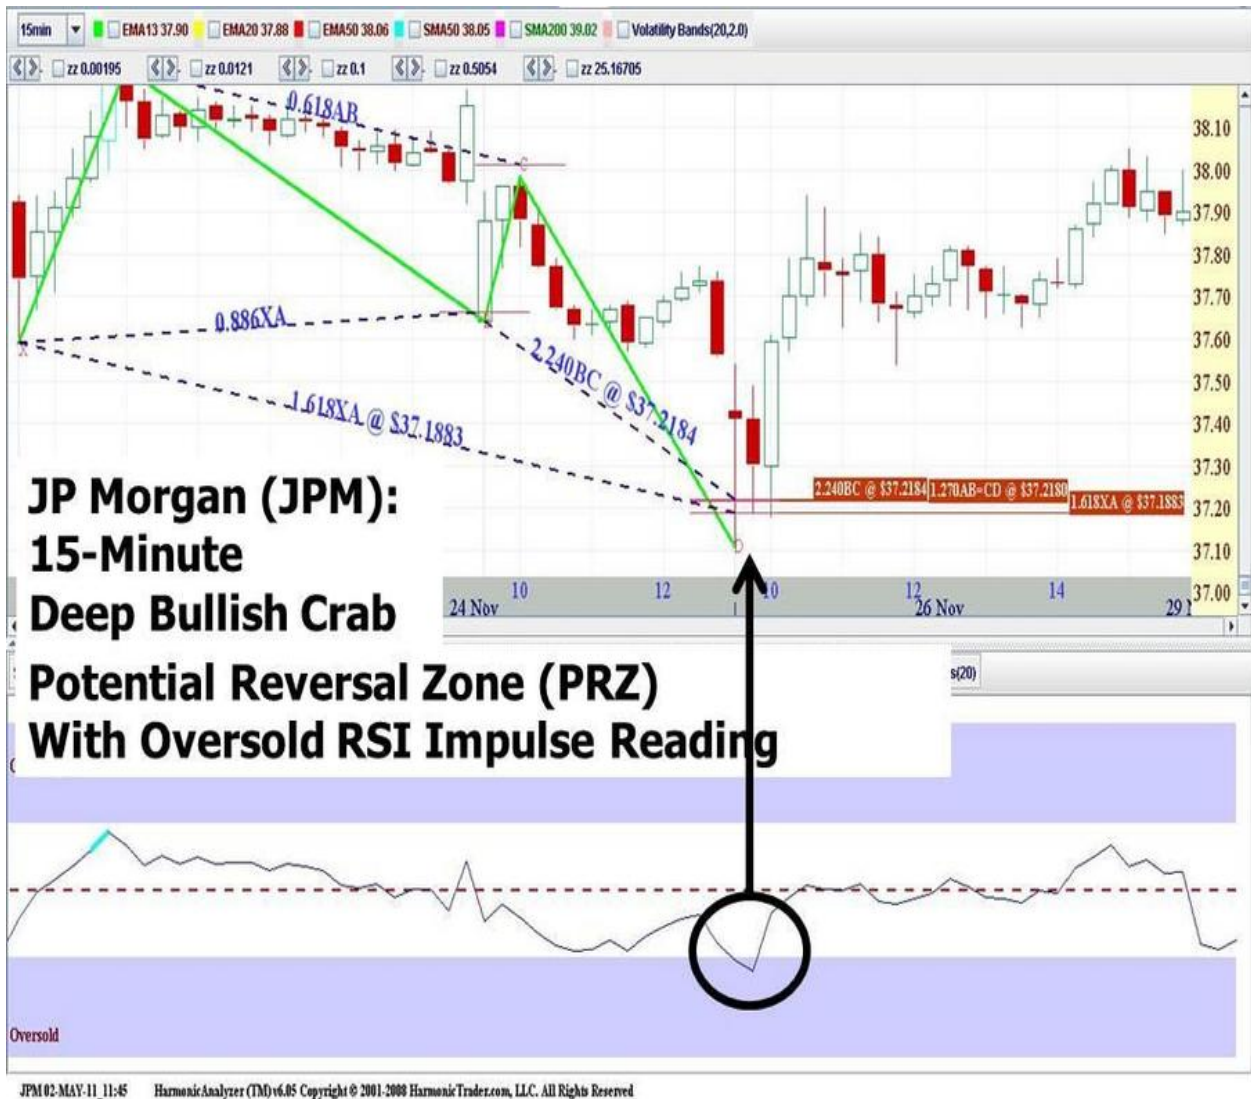 15min EMA13 37.90 EMA20 37.88 EMA50 38.06 SMA50 38.05 SMA200 39.02 Volatility Bands(20,2.0)
zz 0.00195 zz 0.0121 zz 0.1 zz 0.5054 zz 25.16705
0.618AB
C
38.10
38.00
37.90
37.80
37.70
0.886XA
X
37.60
2.240BC @ $37.2184
37.50
1.618XA @ $37.1883
37.40
37.30
2.240BC @ $37.2184 1.270AB=CD @ $37.2180 1.618XA @ $37.1883
37.20
D
37.10
37.00
10 12 10 12 14
24 Nov 26 Nov 29
JP Morgan (JPM):
15-Minute
Deep Bullish Crab
Potential Reversal Zone (PRZ)
With Oversold RSI Impulse Reading
s(20)
Oversold
JPM 02-MAY-11 11:45 HarmonicAnalyzer (TM) v6.05 Copyright © 2001-2008 HarmonicTrader.com, LLC. All Rights Reserved